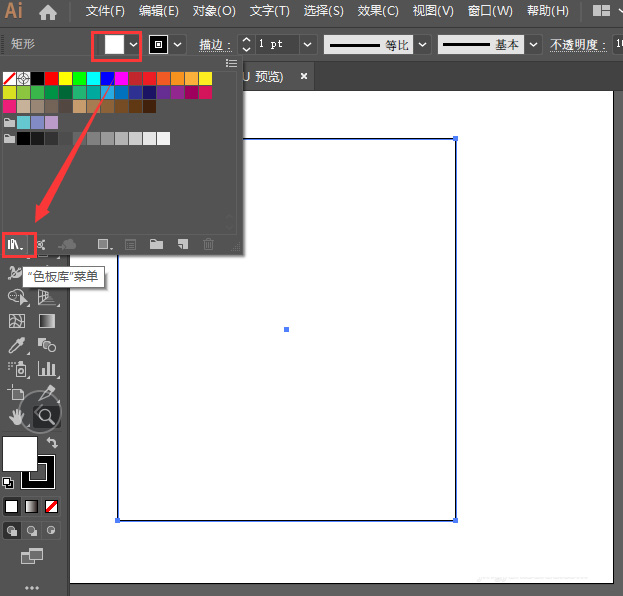 Ai 文件(F) 编辑(E) 对象(O) 文字(T) 选择(S) 效果(C) 视图(V) 窗口(W) 帮助(H)
矩形 描边: 1 pt 等比 基本 不透明度: 10
U 预览) ×
“色板库”菜单